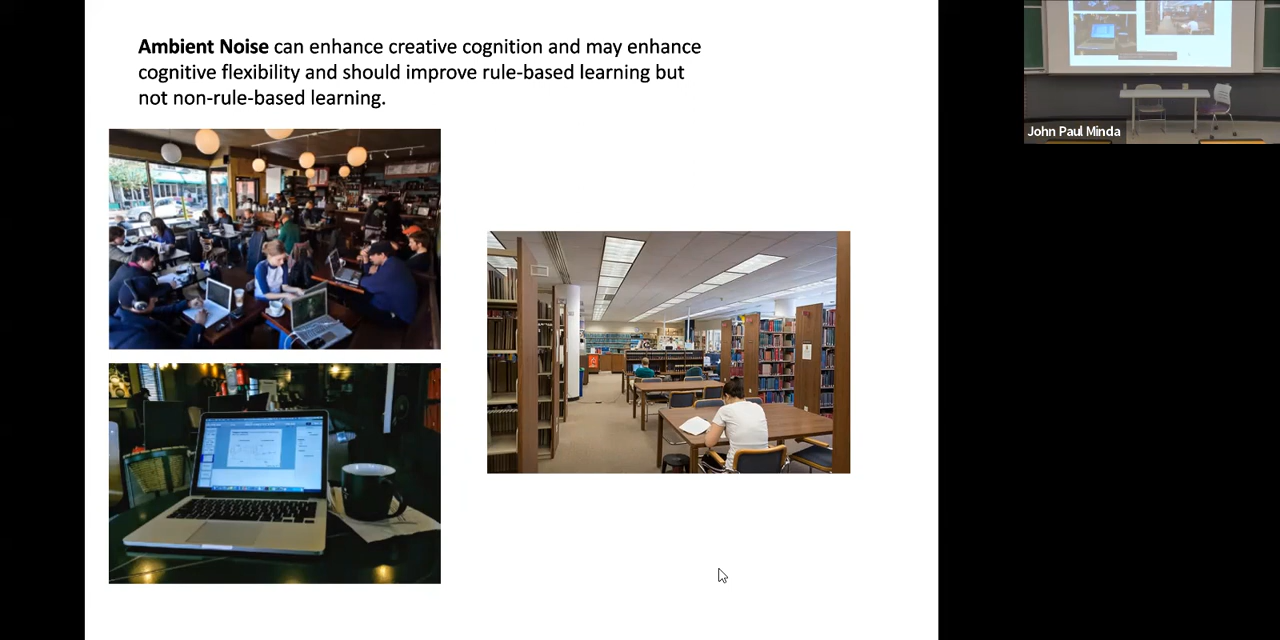 Ambient Noise can enhance creative cognition and may enhance
cognitive flexibility and should improve rule-based learning but
not non-rule-based learning.
John Paul Minda